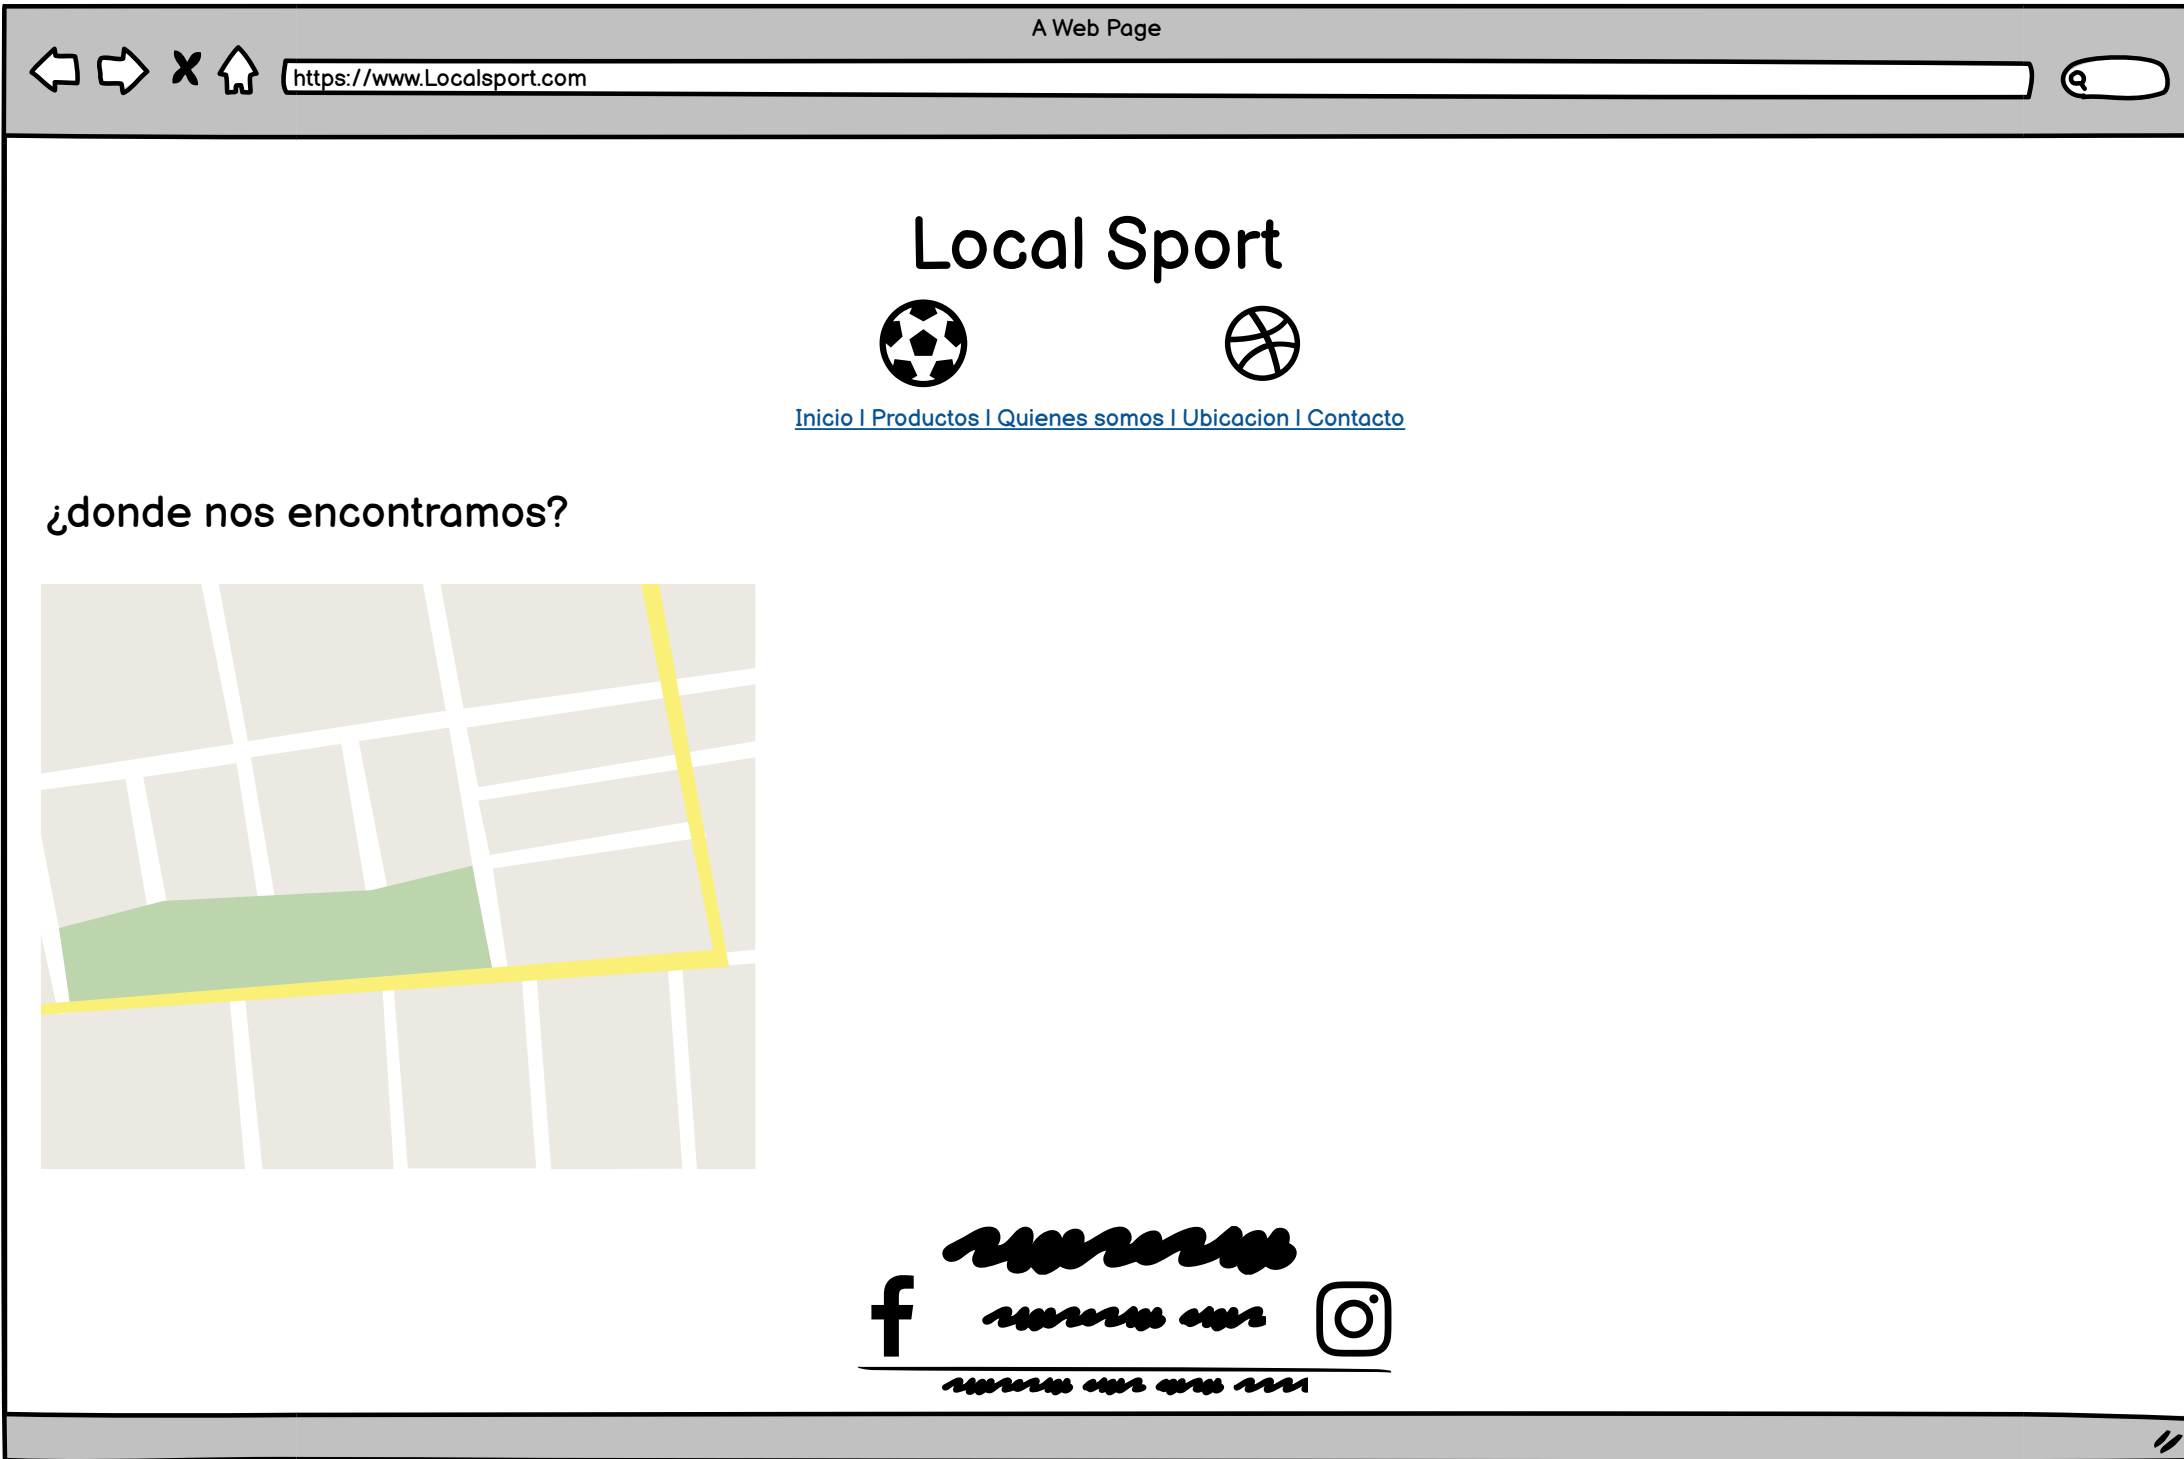 A Web Page
https://www.Localsport.com
Local Sport
Inicio | Productos | Quienes somos | Ubicacion | Contacto
¿donde nos encontramos?